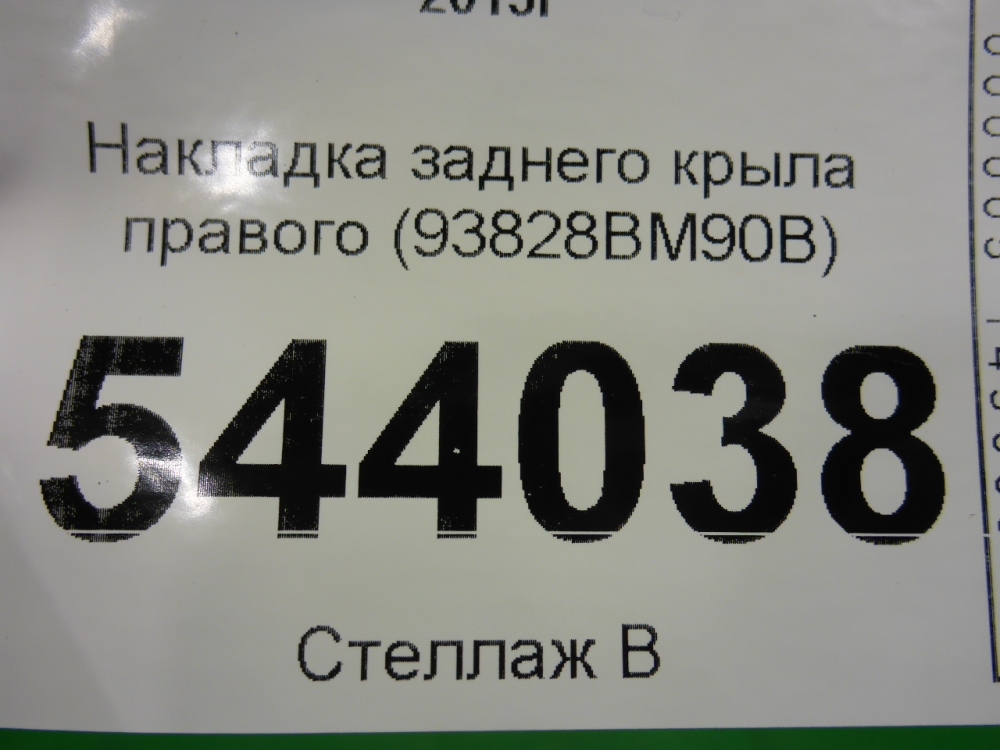 Накладка заднего крыла
правого (93828BM90B)
544038
Стеллаж В